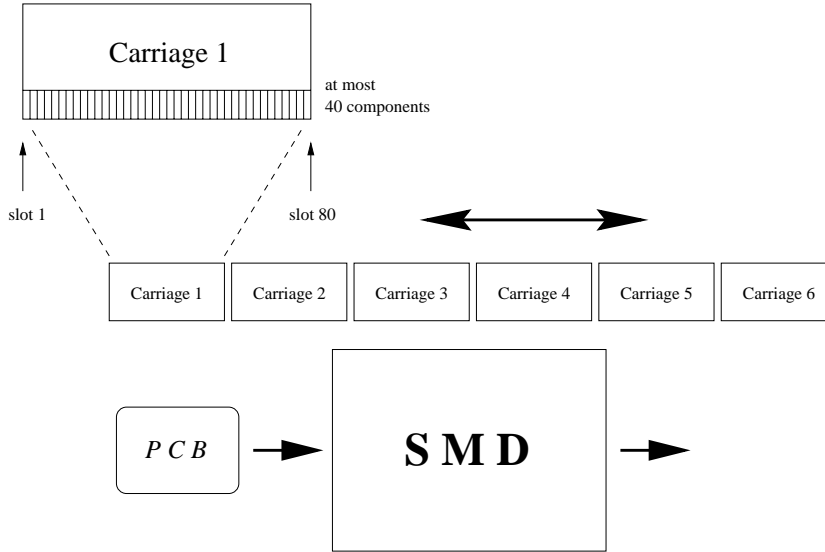 Carriage 1
at most
40 components
slot 1
slot 80
Carriage 1
Carriage 2
Carriage 3
Carriage 4
Carriage 5
Carriage 6
P C B
S M D